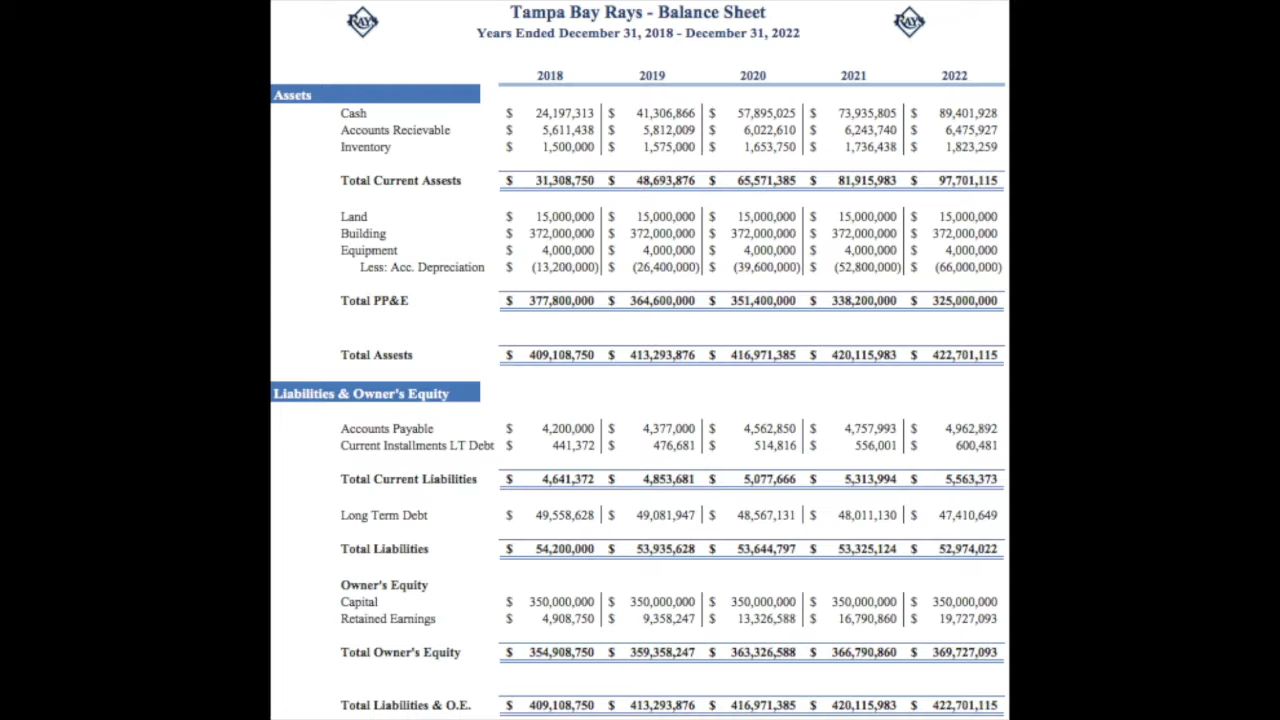 RAYS Tampa Bay Rays - Balance Sheet RAYS
Years Ended December 31, 2018 - December 31, 2022
2018 2019 2020 2021 2022
Assets
Cash $ 24,197,313 $ 41,306,866 $ 57,895,025 $ 73,935,805 $ 89,401,928
Accounts Recievable $ 5,611,438 $ 5,812,009 $ 6,022,610 $ 6,243,740 $ 6,475,927
Inventory $ 1,500,000 $ 1,575,000 $ 1,653,750 $ 1,736,438 $ 1,823,259
Total Current Assests $ 31,308,750 $ 48,693,876 $ 65,571,385 $ 81,915,983 $ 97,701,115
Land $ 15,000,000 $ 15,000,000 $ 15,000,000 $ 15,000,000 $ 15,000,000
Building $ 372,000,000 $ 372,000,000 $ 372,000,000 $ 372,000,000 $ 372,000,000
Equipment $ 4,000,000 $ 4,000,000 $ 4,000,000 $ 4,000,000 $ 4,000,000
Less: Acc. Depreciation $ (13,200,000) $ (26,400,000) $ (39,600,000) $ (52,800,000) $ (66,000,000)
Total PP&E $ 377,800,000 $ 364,600,000 $ 351,400,000 $ 338,200,000 $ 325,000,000
Total Assests $ 409,108,750 $ 413,293,876 $ 416,971,385 $ 420,115,983 $ 422,701,115
Liabilities & Owner's Equity
Accounts Payable $ 4,200,000 $ 4,377,000 $ 4,562,850 $ 4,757,993 $ 4,962,892
Current Installments LT Debt $ 441,372 $ 476,681 $ 514,816 $ 556,001 $ 600,481
Total Current Liabilities $ 4,641,372 $ 4,853,681 $ 5,077,666 $ 5,313,994 $ 5,563,373
Long Term Debt $ 49,558,628 $ 49,081,947 $ 48,567,131 $ 48,011,130 $ 47,410,649
Total Liabilities $ 54,200,000 $ 53,935,628 $ 53,644,797 $ 53,325,124 $ 52,974,022
Owner's Equity
Capital $ 350,000,000 $ 350,000,000 $ 350,000,000 $ 350,000,000 $ 350,000,000
Retained Earnings $ 4,908,750 $ 9,358,247 $ 13,326,588 $ 16,790,860 $ 19,727,093
Total Owner's Equity $ 354,908,750 $ 359,358,247 $ 363,326,588 $ 366,790,860 $ 369,727,093
Total Liabilities & O.E. $ 409,108,750 $ 413,293,876 $ 416,971,385 $ 420,115,983 $ 422,701,115